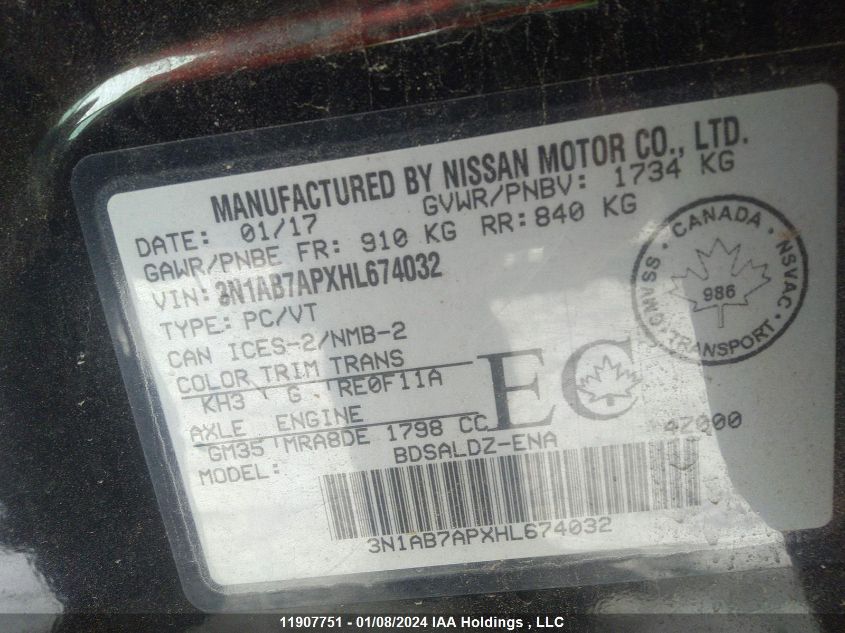 MANUFACTURED BY NISSAN MOTOR CO., LTD.
DATE: 01/17 GVWR/PNBV: 1734 KG
GAWR/PNBE FR: 910 KG RR: 840 KG
VIN: 3N1AB7APXHL674032
TYPE: PC/VT
CAN ICES-2/NMB-2
COLOR TRIM TRANS
KH3 G RE0F11A
AXLE ENGINE
GM35 MRA8DE 1798 CC 4Z000
MODEL: BDSALDZ-ENA
3N1AB7APXHL674032
EC
CANADA
NSVAC
TRANSPORT
CMVSS
986
11907751 - 01/08/2024 IAA Holdings , LLC